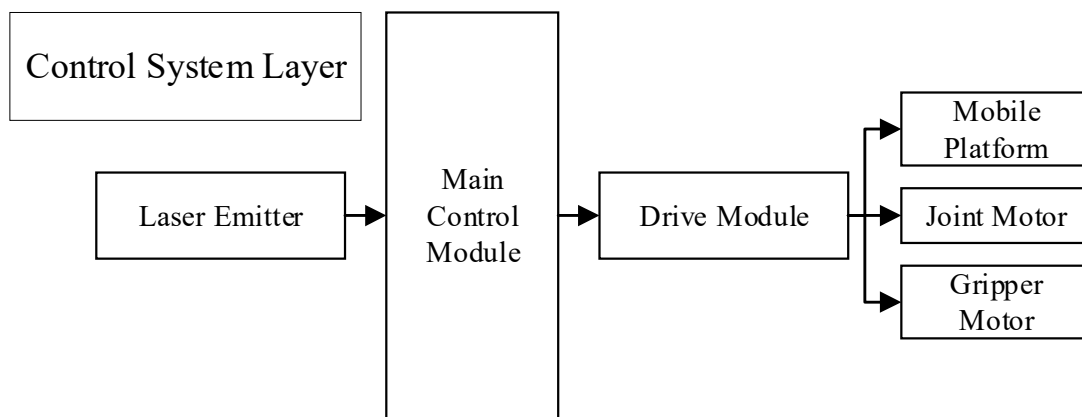 Control System Layer
Laser Emitter
Main
Control
Module
Drive Module
Mobile
Platform
Joint Motor
Gripper
Motor